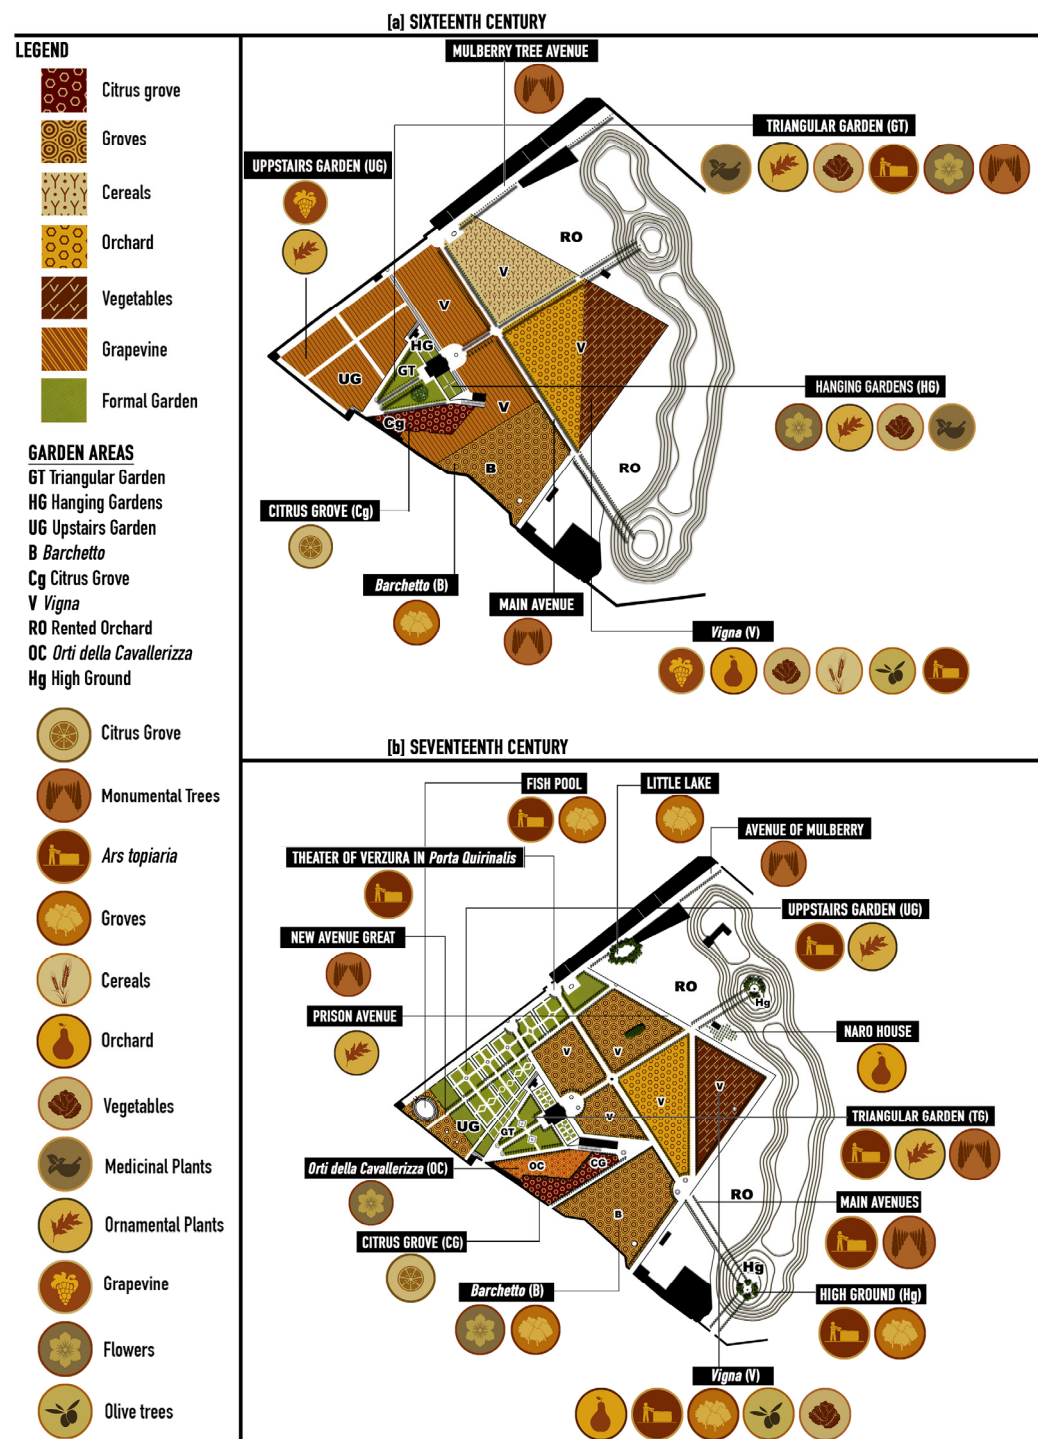 [a] SIXTEENTH CENTURY
LEGEND
Citrus grove
Groves
Cereals
Orchard
Vegetables
Grapevine
Formal Garden
GARDEN AREAS
GT Triangular Garden
HG Hanging Gardens
UG Upstairs Garden
B Barchetto
Cg Citrus Grove
V Vigna
RO Rented Orchard
OC Orti della Cavallerizza
Hg High Ground
Citrus Grove
Monumental Trees
Ars topiaria
Groves
Cereals
Orchard
Vegetables
Medicinal Plants
Ornamental Plants
Grapevine
Flowers
Olive trees
MULBERRY TREE AVENUE
TRIANGULAR GARDEN (GT)
UPPSTAIRS GARDEN (UG)
RO
V
V
HG
V
GT
UG
V
HANGING GARDENS (HG)
Cg
B
RO
CITRUS GROVE (Cg)
Barchetto (B)
MAIN AVENUE
Vigna (V)
[b] SEVENTEENTH CENTURY
FISH POOL
LITTLE LAKE
AVENUE OF MULBERRY
THEATER OF VERZURA IN Porta Quirinalis
UPPSTAIRS GARDEN (UG)
NEW AVENUE GREAT
RO
Hg
PRISON AVENUE
NARO HOUSE
V
V
V
V
V
TRIANGULAR GARDEN (TG)
UG
GT
Orti della Cavallerizza (OC)
OC
CG
RO
MAIN AVENUES
B
CITRUS GROVE (CG)
Hg
Barchetto (B)
HIGH GROUND (Hg)
Vigna (V)